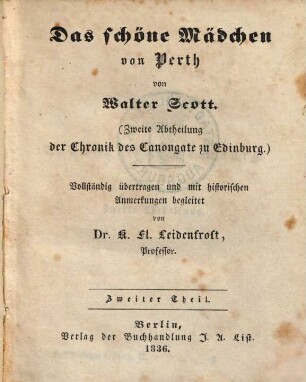 Das schöne Mädchen
von Perth
von
Walter Scott.
(Zweite Abtheilung
der Chronik des Canongate zu Edinburg.)
Vollständig übertragen und mit historischen
Anmerkungen begleitet
von
Dr. K. Fl. Leidenfrost,
Professor.
Zweiter Theil.
Berlin,
Verlag der Buchhandlung J. A. List.
1836.